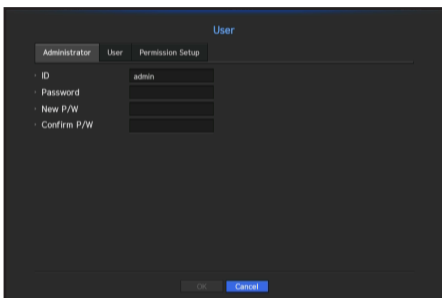 User
Administrator User Permission Setup
ID admin
Password
New P/W
Confirm P/W
OK Cancel